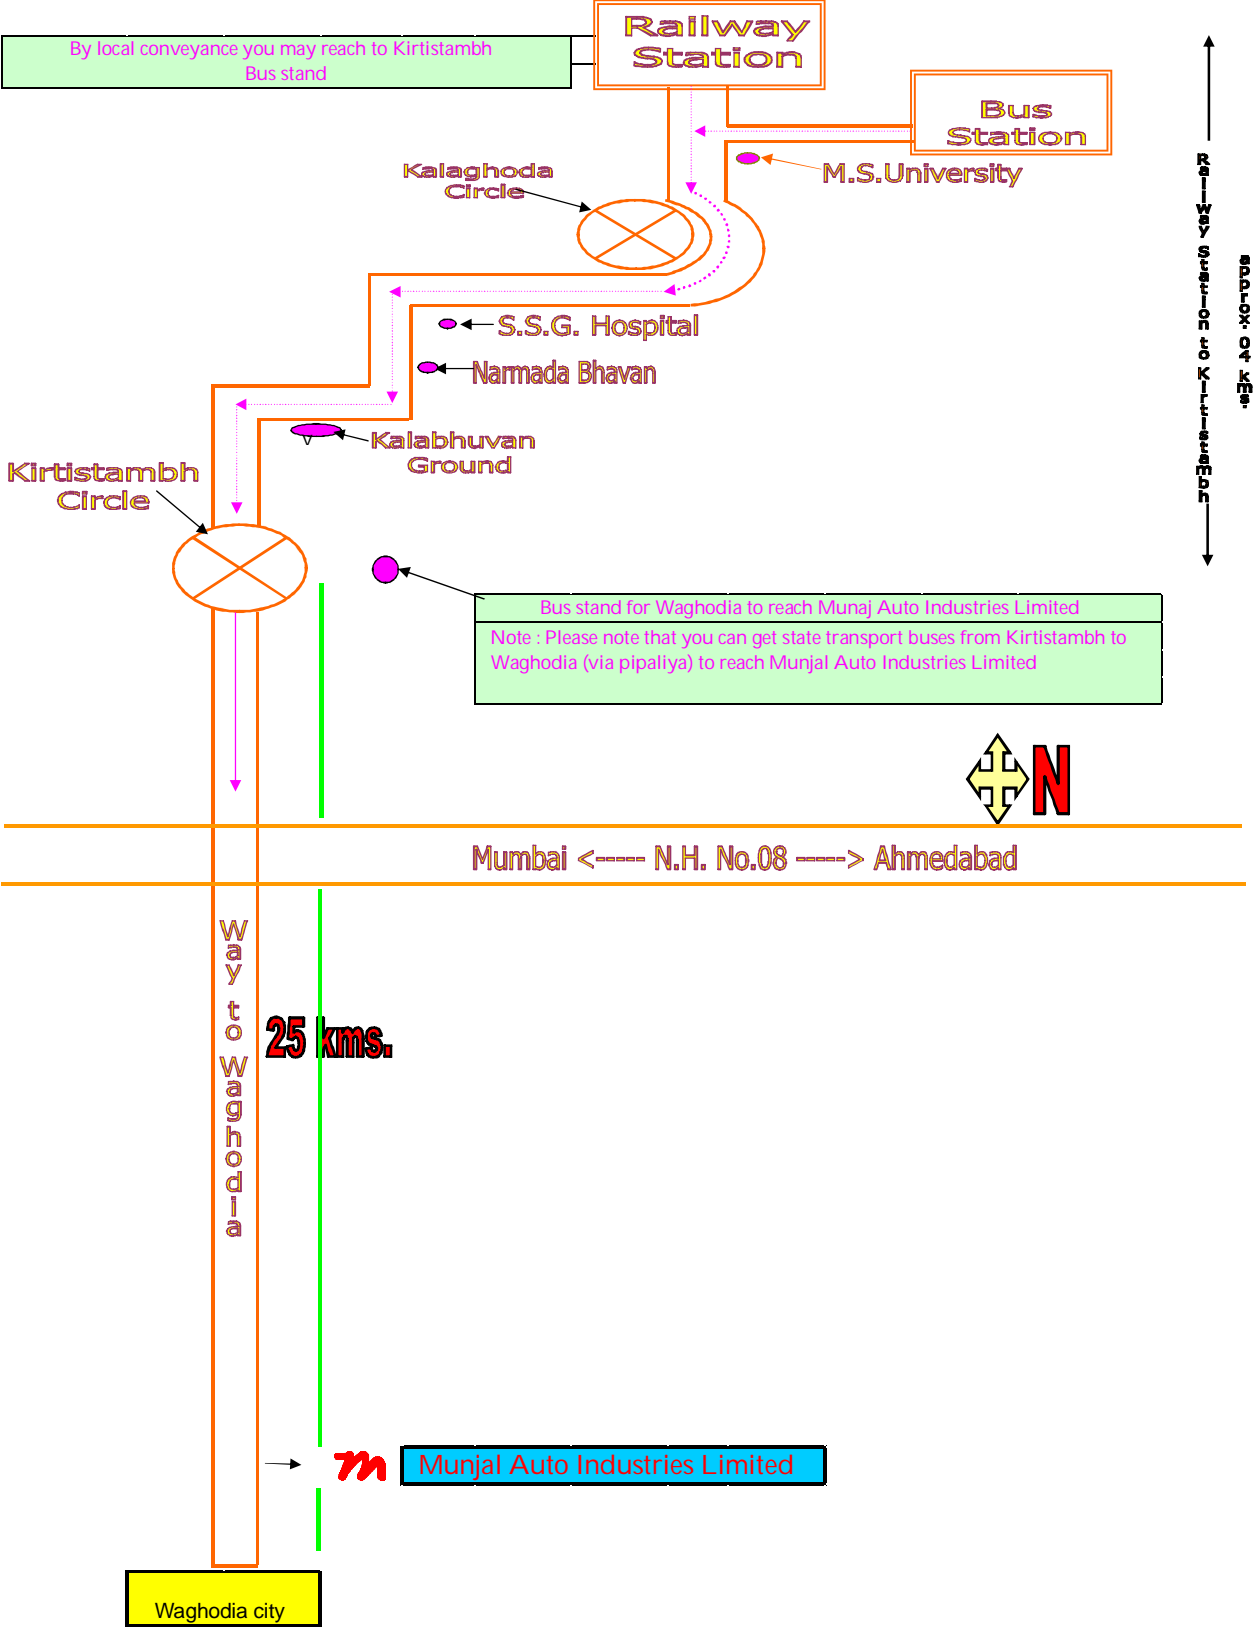 Railway
Station
By local conveyance you may reach to Kirtistambh
Bus stand
Bus
Station
M.S.University
Kalaghoda
Circle
Railway Station to Kirtistambh
approx. 04 kms.
S.S.G. Hospital
Narmada Bhavan
Kalabhuvan
Ground
Kirtistambh
Circle
Bus stand for Waghodia to reach Munaj Auto Industries Limited
Note : Please note that you can get state transport buses from Kirtistambh to
Waghodia (via pipaliya) to reach Munjal Auto Industries Limited
N
Mumbai <----- N.H. No.08 -----> Ahmedabad
Way to Waghodia
25 kms.
m
Munjal Auto Industries Limited
Waghodia city